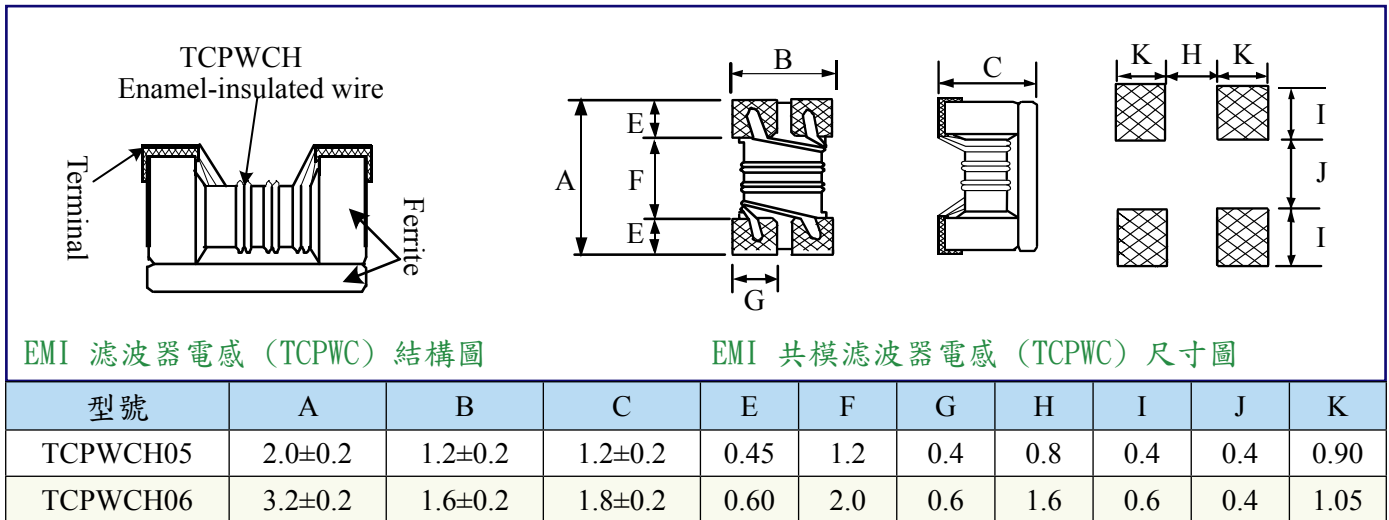 TCPWCH
Enamel-insulated wire
Terminal
Ferrite
A
E
F
E
B
G
C
K
H
K
I
J
I
EMI 滤波器電感 (TCPWC) 結構圖
EMI 共模滤波器電感 (TCPWC) 尺寸圖
型號 A B C E F G H I J K
TCPWCH05 2.0±0.2 1.2±0.2 1.2±0.2 0.45 1.2 0.4 0.8 0.4 0.4 0.90
TCPWCH06 3.2±0.2 1.6±0.2 1.8±0.2 0.60 2.0 0.6 1.6 0.6 0.4 1.05